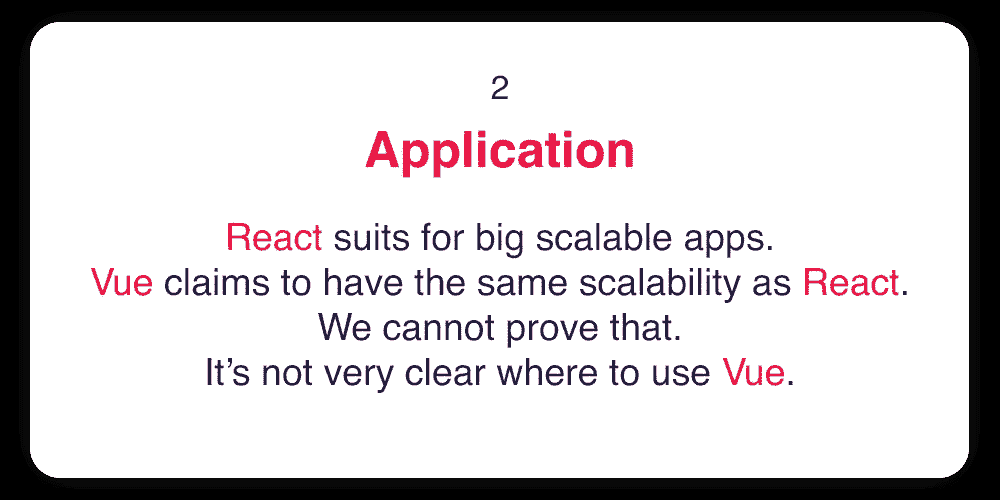 2
Application
React suits for big scalable apps.
Vue claims to have the same scalability as React.
We cannot prove that.
It’s not very clear where to use Vue.